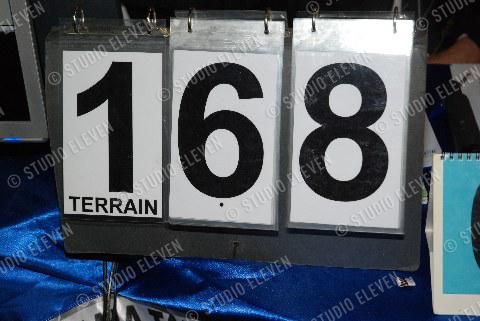 168
TERRAIN
© STUDIO ELEVEN